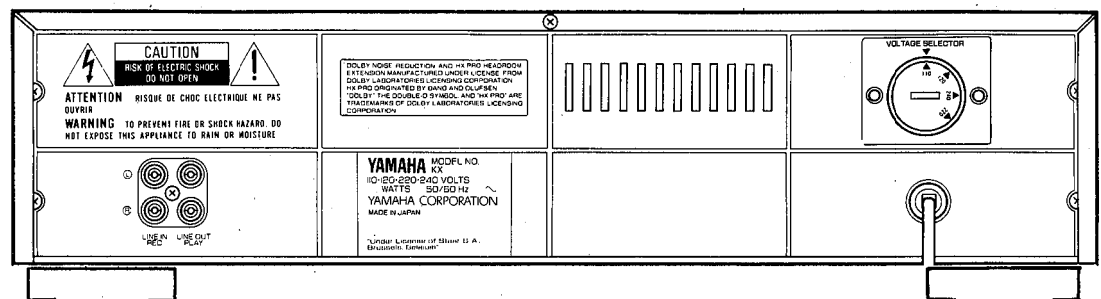 CAUTION
RISK OF ELECTRIC SHOCK
DO NOT OPEN
ATTENTION RISQUE DE CHOC ELECTRIQUE NE PAS
OUVRIR
WARNING TO PREVENT FIRE OR SHOCK HAZARD, DO
NOT EXPOSE THIS APPLIANCE TO RAIN OR MOISTURE
DOLBY NOISE REDUCTION AND HX PRO HEADROOM
EXTENSION MANUFACTURED UNDER LICENSE FROM
DOLBY LABORATORIES LICENSING CORPORATION
HX PRO ORIGINATED BY BANG AND OLUFSEN
"DOLBY" THE DOUBLE-D SYMBOL AND "HX PRO" ARE
TRADEMARKS OF DOLBY LABORATORIES LICENSING
CORPORATION
VOLTAGE SELECTOR
110
120
240
220
L
R
LINE IN LINE OUT
REC PLAY
YAMAHA MODEL NO.
KX
110·120·220·240 VOLTS
WATTS 50/60 Hz ~
YAMAHA CORPORATION
MADE IN JAPAN
"Under License of Staar S.A.,
Brussels, Belgium"